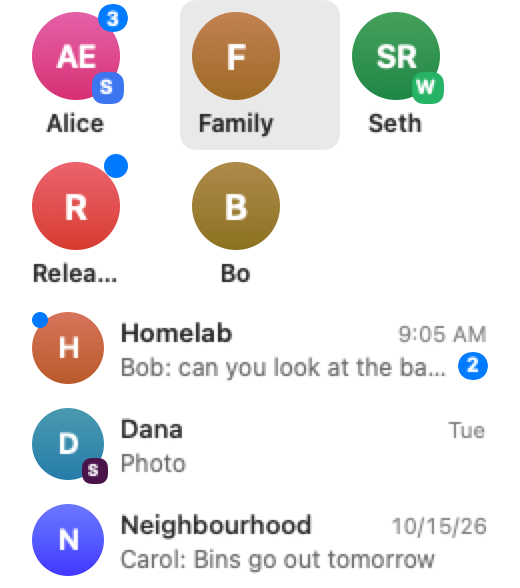 AE 3 S
F
SR W
Alice
Family
Seth
R
B
Relea...
Bo
H
Homelab 9:05 AM
Bob: can you look at the ba... 2
D S
Dana Tue
Photo
N
Neighbourhood 10/15/26
Carol: Bins go out tomorrow